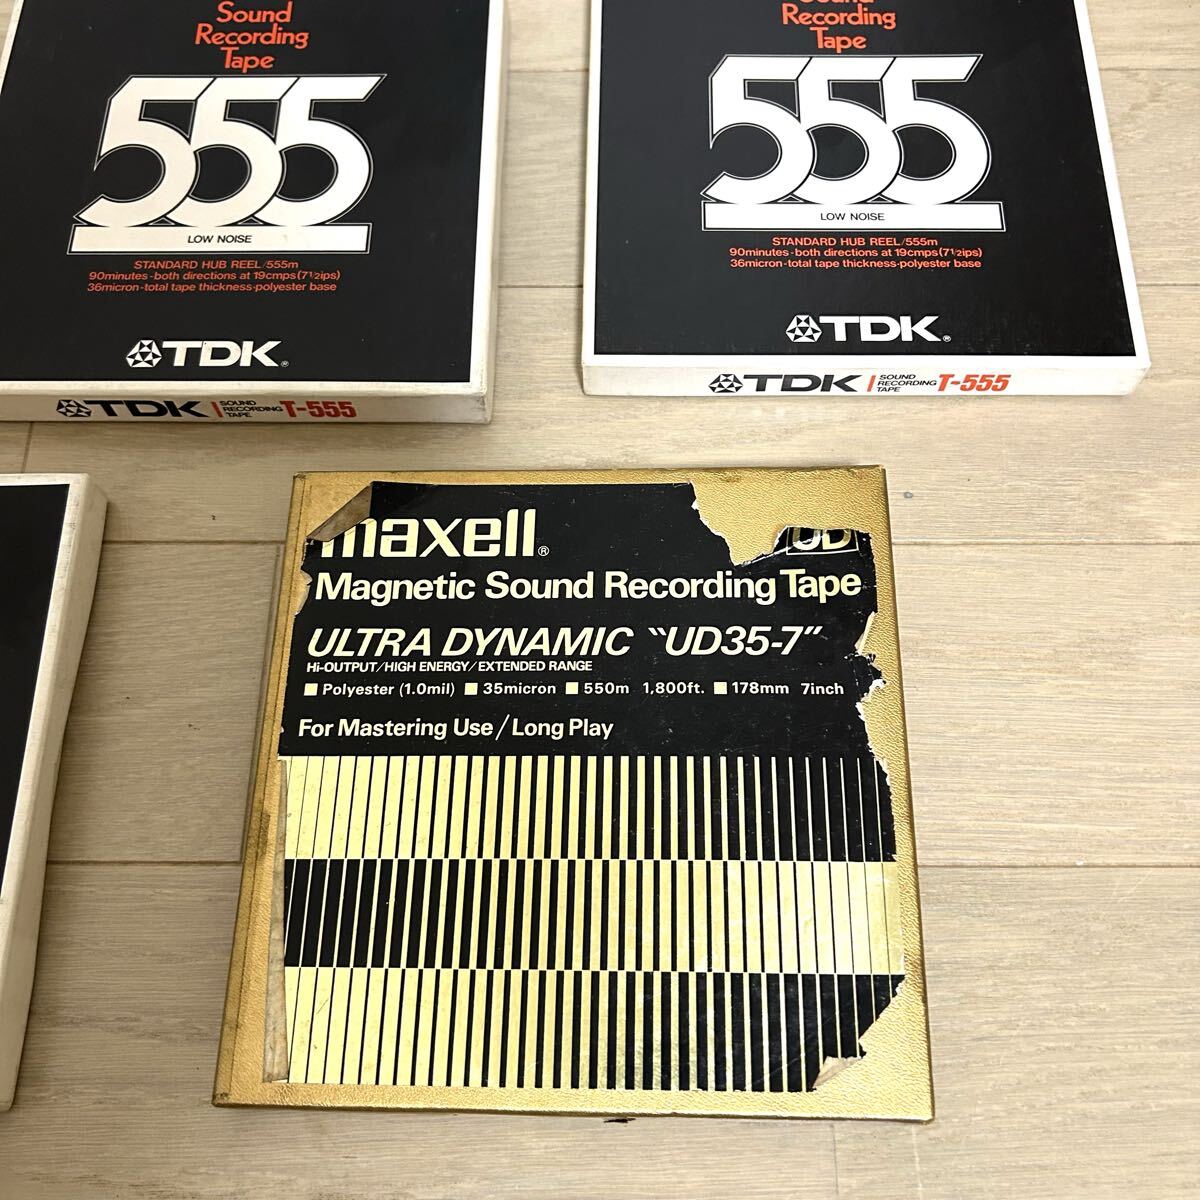 Sound
Recording
Tape
555
LOW NOISE
STANDARD HUB REEL/555m
90minutes-both directions at 19cmps(7½ips)
36micron-total tape thickness-polyester base
TDK®
TDK SOUND RECORDING TAPE T-555
Sound
Recording
Tape
555
LOW NOISE
STANDARD HUB REEL/555m
90minutes-both directions at 19cmps(7½ips)
36micron-total tape thickness-polyester base
TDK®
TDK SOUND RECORDING TAPE T-555
maxell®
UD
Magnetic Sound Recording Tape
ULTRA DYNAMIC "UD35-7"
Hi-OUTPUT/HIGH ENERGY/EXTENDED RANGE
■ Polyester (1.0mil) ■ 35micron ■ 550m 1,800ft. ■ 178mm 7inch
For Mastering Use/Long Play